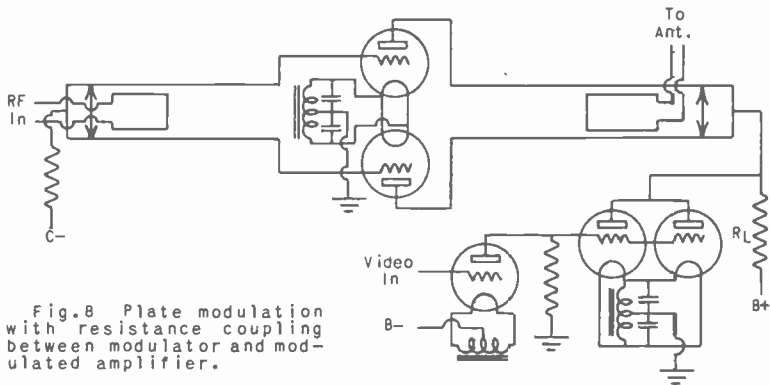 To
Ant.
RF
In
C-
Video
In
B-
RL
B+
Fig.8 Plate modulation
with resistance coupling
between modulator and mod-
ulated amplifier.